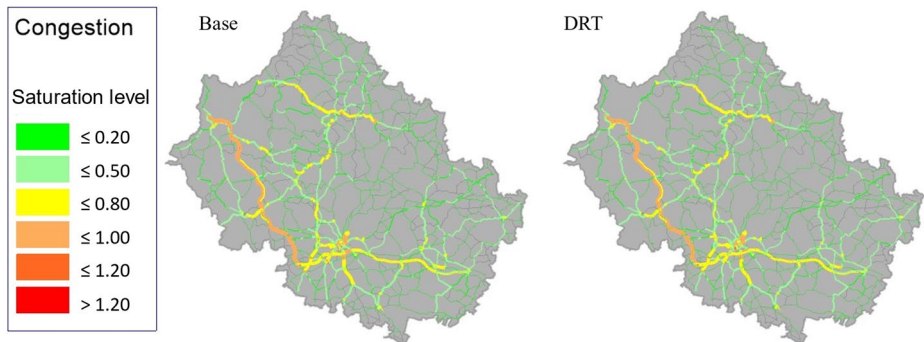 Congestion
Saturation level
≤ 0.20
≤ 0.50
≤ 0.80
≤ 1.00
≤ 1.20
> 1.20
Base
DRT